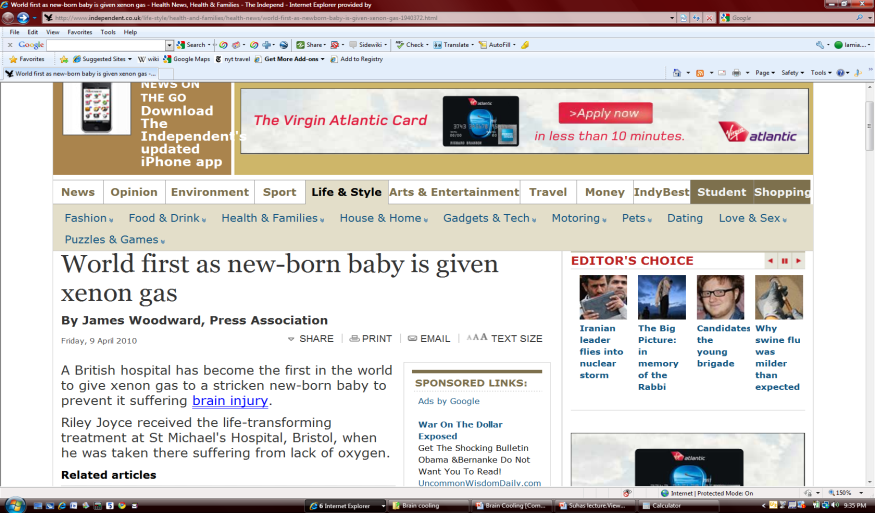 World first as new-born baby is given xenon gas - Health News, Health & Families - The Independ - Internet Explorer provided by
http://www.independent.co.uk/life-style/health-and-families/health-news/world-first-as-newborn-baby-is-given-xenon-gas-1940372.html
Google
File Edit View Favorites Tools Help
Google Search Share Sidewiki Check Translate AutoFill lamia....
Favorites Suggested Sites wiki Google Maps nyt travel Get More Add-ons Add to Registry
World first as new-born baby is given xenon gas -...
Page Safety Tools
NEWS ON
THE GO
Download
The
Independent's
updated
iPhone app
The Virgin Atlantic Card
>Apply now
in less than 10 minutes.
Virgin atlantic
News Opinion Environment Sport Life & Style Arts & Entertainment Travel Money IndyBest Student Shopping
Fashion Food & Drink Health & Families House & Home Gadgets & Tech Motoring Pets Dating Love & Sex
Puzzles & Games
World first as new-born baby is given
xenon gas
By James Woodward, Press Association
Friday, 9 April 2010
SHARE PRINT EMAIL AAA TEXT SIZE
A British hospital has become the first in the world
to give xenon gas to a stricken new-born baby to
prevent it suffering brain injury.
Riley Joyce received the life-transforming
treatment at St Michael's Hospital, Bristol, when
he was taken there suffering from lack of oxygen.
Related articles
SPONSORED LINKS:
Ads by Google
War On The Dollar
Exposed
Get The Shocking Bulletin
Obama &Bernanke Do Not
Want You To Read!
UncommonWisdomDaily.com
EDITOR'S CHOICE
Iranian
leader
flies into
nuclear
storm
The Big
Picture:
in
memory
of the
Rabbi
Candidates
the
young
brigade
Why
swine flu
was
milder
than
expected
Internet | Protected Mode: On
150%
6 Internet Explorer
Brain cooling
Brain Cooling [Com...
Suhas lecture.View...
Calculator
9:35 PM